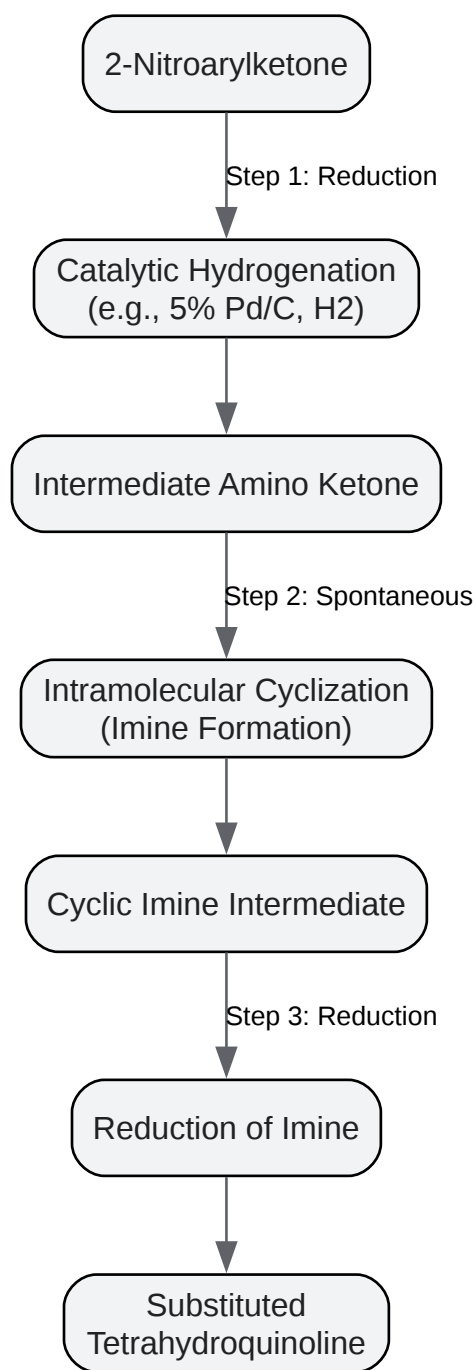 2-Nitroarylketone
Step 1: Reduction
Catalytic Hydrogenation
(e.g., 5% Pd/C, H2)
Intermediate Amino Ketone
Step 2: Spontaneous
Intramolecular Cyclization
(Imine Formation)
Cyclic Imine Intermediate
Step 3: Reduction
Reduction of Imine
Substituted
Tetrahydroquinoline